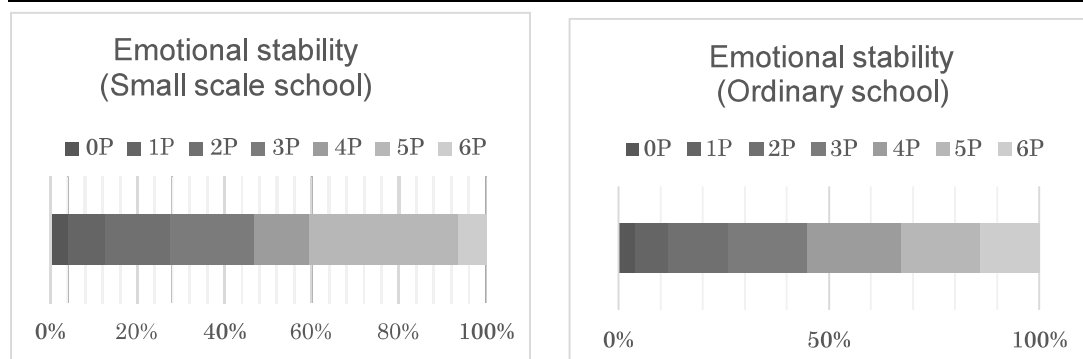 Emotional stability
(Small scale school)
0P 1P 2P 3P 4P 5P 6P
0% 20% 40% 60% 80% 100%
Emotional stability
(Ordinary school)
0P 1P 2P 3P 4P 5P 6P
0% 50% 100%